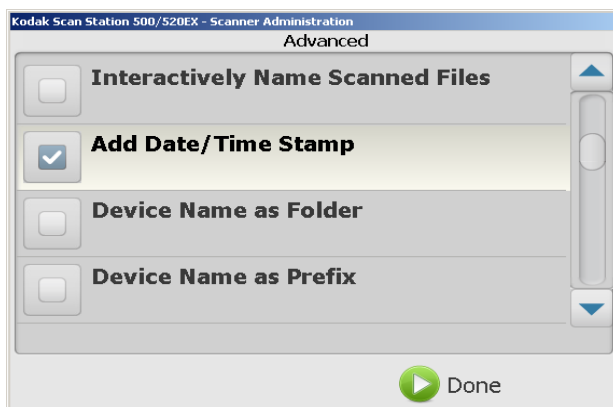 Kodak Scan Station 500/520EX - Scanner Administration
Advanced
Interactively Name Scanned Files
Add Date/Time Stamp
Device Name as Folder
Device Name as Prefix
Done